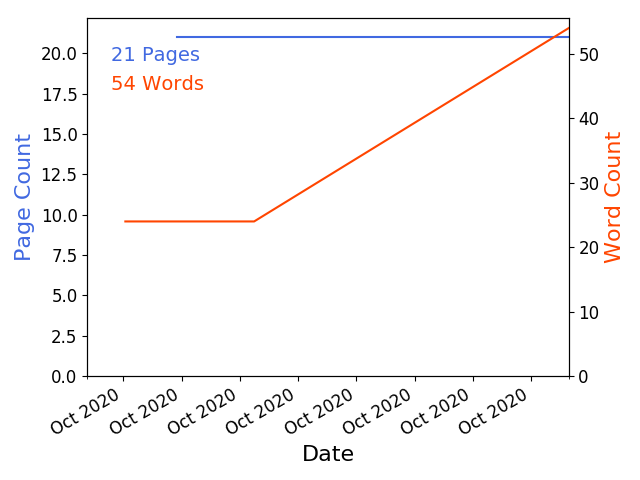 21 Pages
54 Words
20.0
17.5
15.0
12.5
10.0
7.5
5.0
2.5
0.0
Page Count
50
40
30
20
10
0
Word Count
Oct 2020
Oct 2020
Oct 2020
Oct 2020
Oct 2020
Oct 2020
Oct 2020
Oct 2020
Date